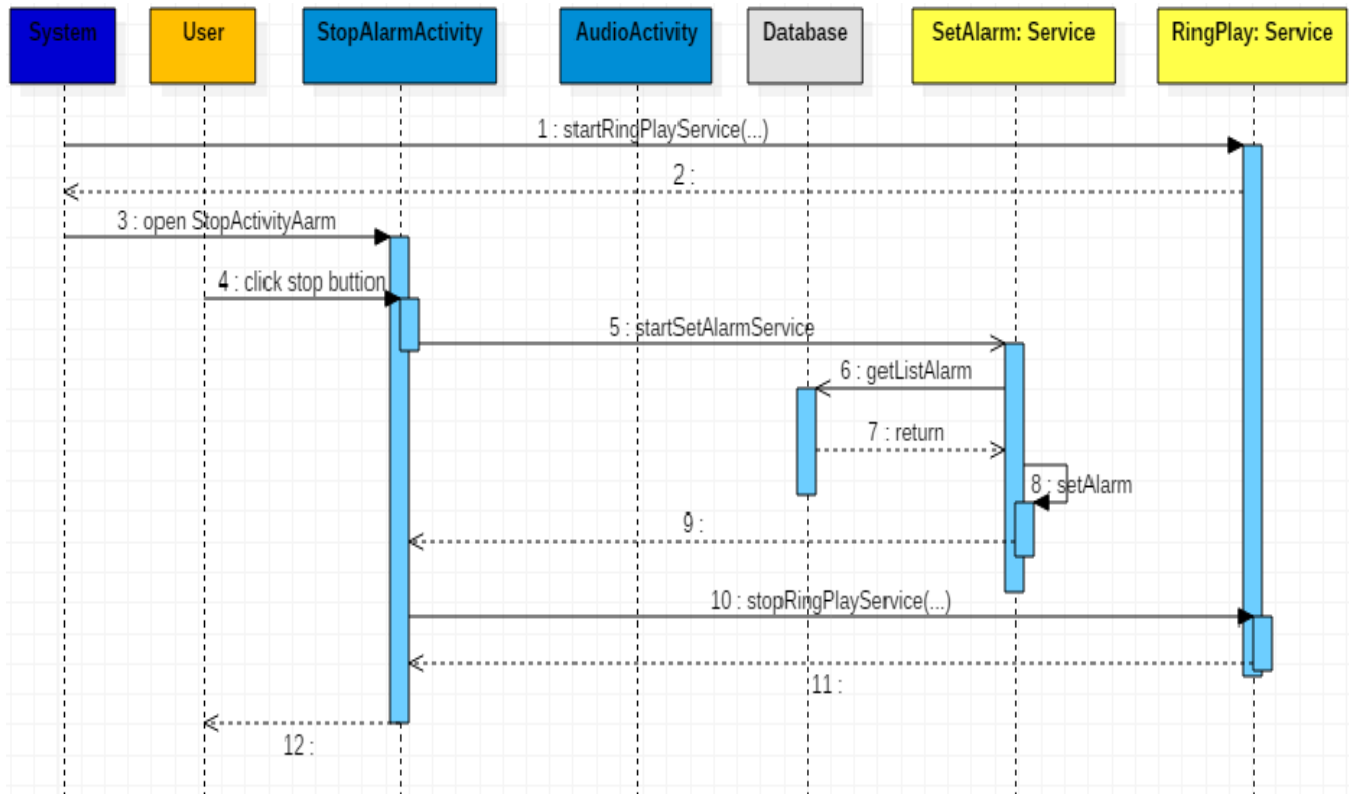 System
User
StopAlarmActivity
AudioActivity
Database
SetAlarm: Service
RingPlay: Service
1 : startRingPlayService(...)
2 :
3 : open StopActivityAarm
4 : click stop buttion
5 : startSetAlarmService
6 : getListAlarm
7 : return
8 : setAlarm
9 :
10 : stopRingPlayService(...)
11 :
12 :